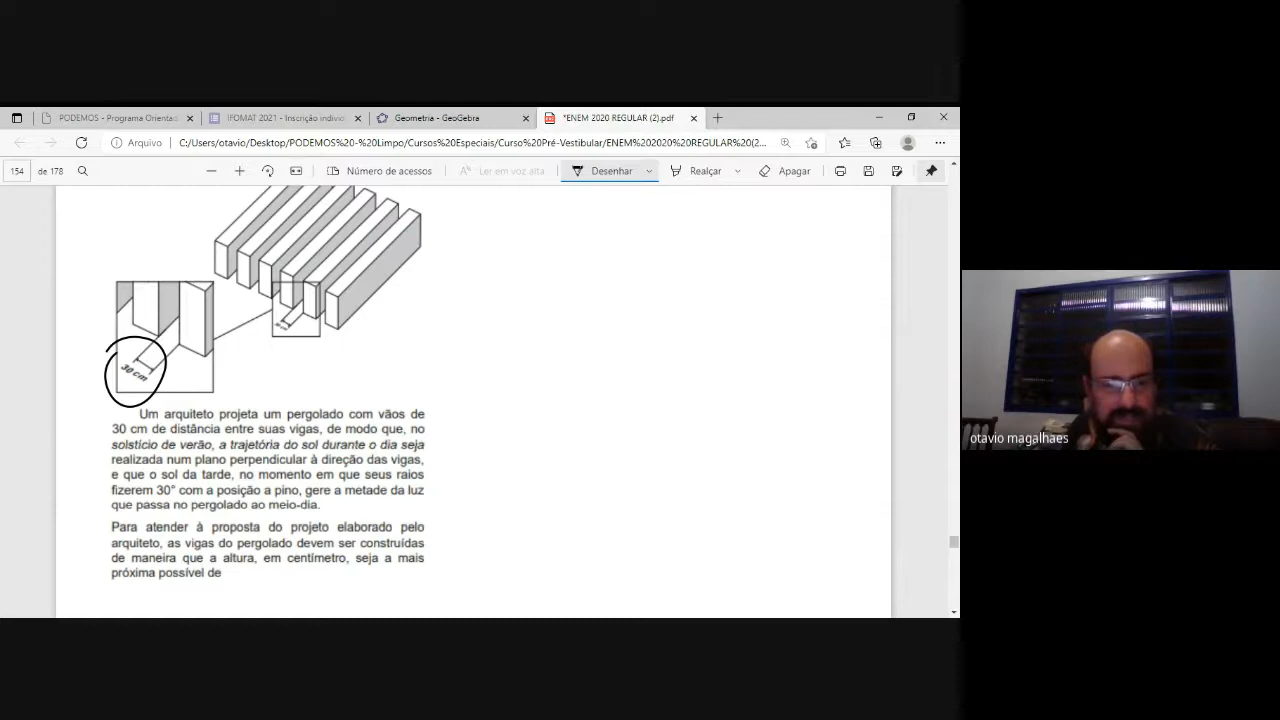 PODEMOS - Programa Orientad
IFOMAT 2021 - Inscrição individ
Geometria - GeoGebra
*ENEM 2020 REGULAR (2).pdf
Arquivo
C:/Users/otavio/Desktop/PODEMOS%20-%20Limpo/Cursos%20Especiais/Curso%20Pré-Vestibular/ENEM%202020%20REGULAR%20(2...
154 de 178
Número de acessos
Ler em voz alta
Desenhar
Realçar
Apagar
30 cm
Um arquiteto projeta um pergolado com vãos de
30 cm de distância entre suas vigas, de modo que, no
solstício de verão, a trajetória do sol durante o dia seja
realizada num plano perpendicular à direção das vigas,
e que o sol da tarde, no momento em que seus raios
fizerem 30° com a posição a pino, gere a metade da luz
que passa no pergolado ao meio-dia.
Para atender à proposta do projeto elaborado pelo
arquiteto, as vigas do pergolado devem ser construídas
de maneira que a altura, em centímetro, seja a mais
próxima possível de
otavio magalhaes